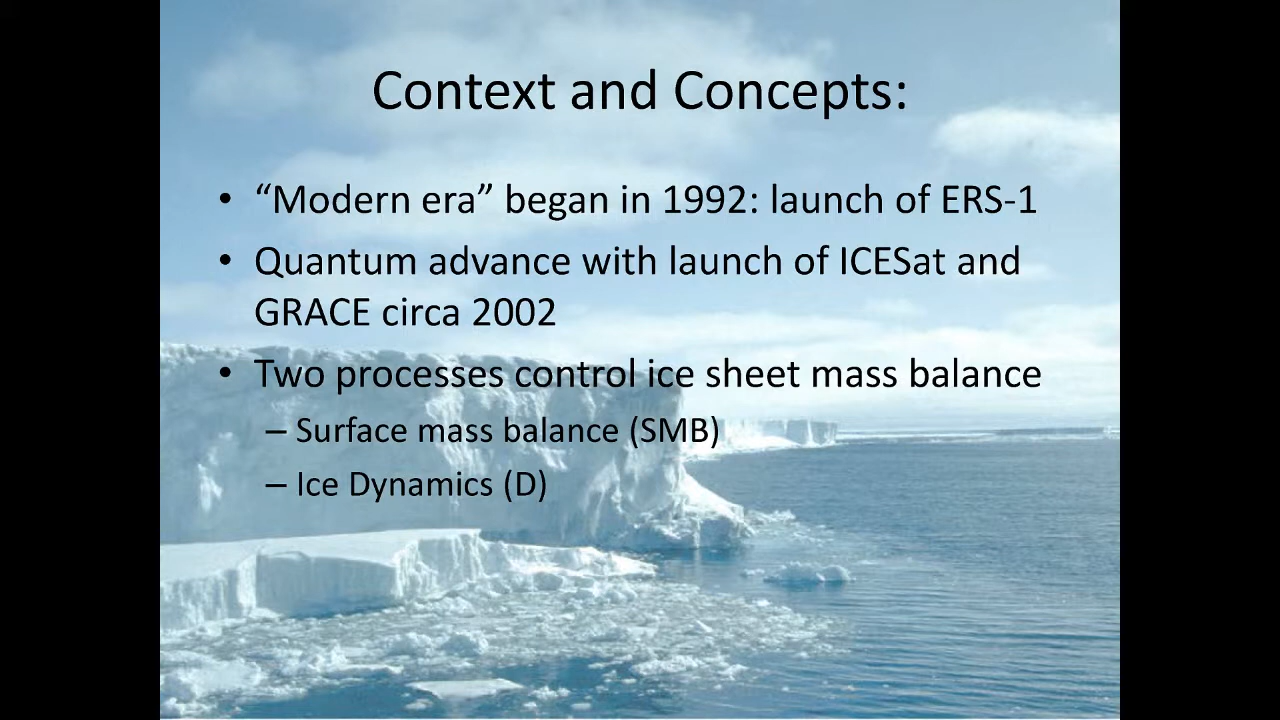 Context and Concepts:
• “Modern era” began in 1992: launch of ERS-1
• Quantum advance with launch of ICESat and
GRACE circa 2002
• Two processes control ice sheet mass balance
– Surface mass balance (SMB)
– Ice Dynamics (D)